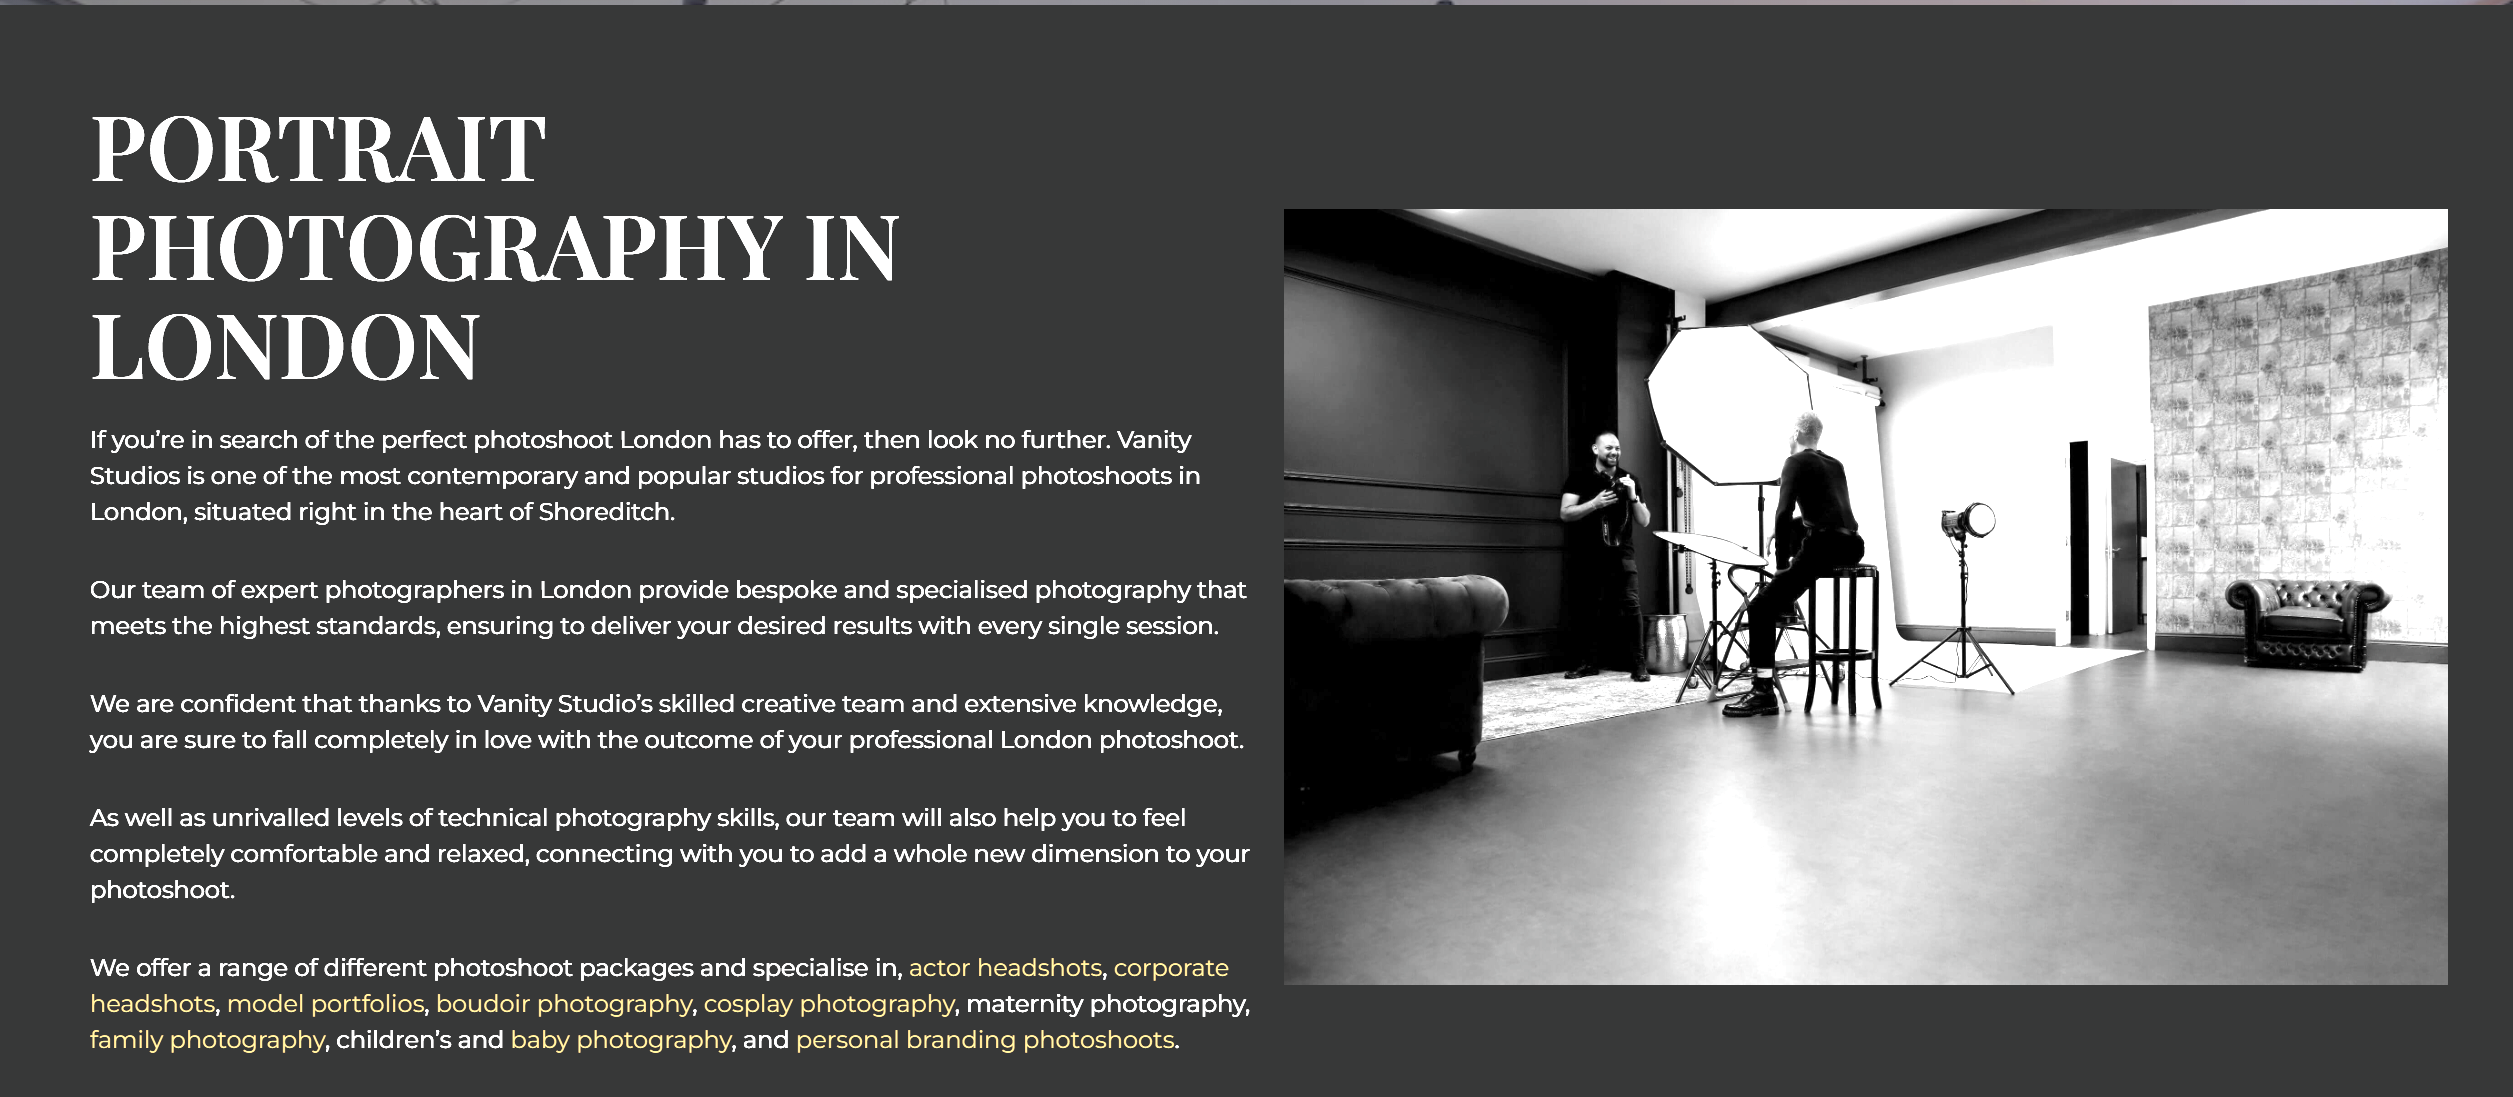 PORTRAIT
PHOTOGRAPHY IN
LONDON
If you’re in search of the perfect photoshoot London has to offer, then look no further. Vanity
Studios is one of the most contemporary and popular studios for professional photoshoots in
London, situated right in the heart of Shoreditch.
Our team of expert photographers in London provide bespoke and specialised photography that
meets the highest standards, ensuring to deliver your desired results with every single session.
We are confident that thanks to Vanity Studio’s skilled creative team and extensive knowledge,
you are sure to fall completely in love with the outcome of your professional London photoshoot.
As well as unrivalled levels of technical photography skills, our team will also help you to feel
completely comfortable and relaxed, connecting with you to add a whole new dimension to your
photoshoot.
We offer a range of different photoshoot packages and specialise in, actor headshots, corporate
headshots, model portfolios, boudoir photography, cosplay photography, maternity photography,
family photography, children’s and baby photography, and personal branding photoshoots.